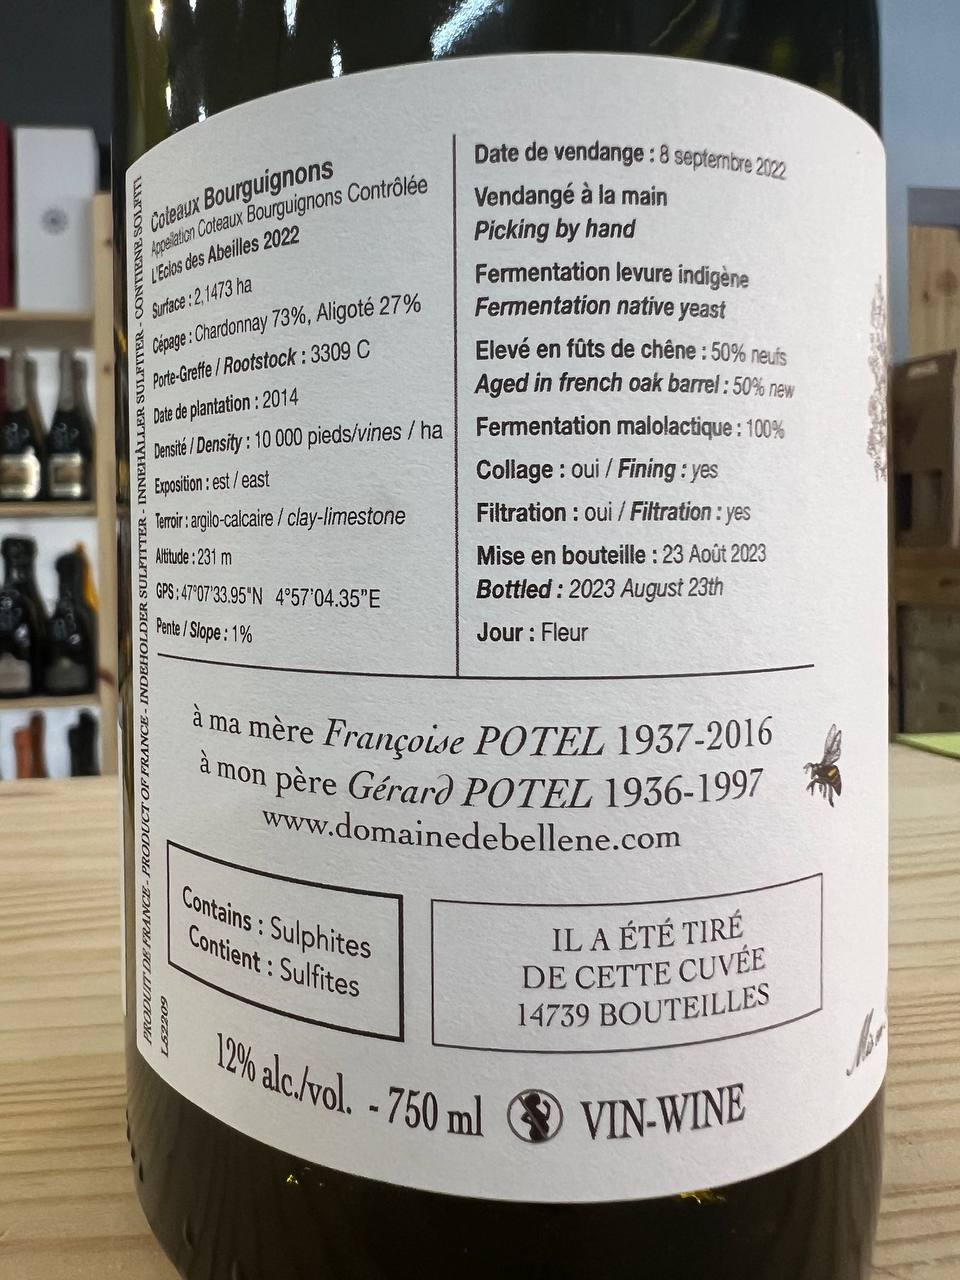 Coteaux Bourguignons
Appellation Coteaux Bourguignons Contrôlée
L'Eclos des Abeilles 2022
Surface : 2,1473 ha
Cépage : Chardonnay 73%, Aligoté 27%
Porte-Greffe / Rootstock : 3309 C
Date de plantation : 2014
Densité / Density : 10 000 pieds/vines / ha
Exposition : est / east
Terroir : argilo-calcaire / clay-limestone
Altitude : 231 m
GPS : 47°07'33.95"N 4°57'04.35"E
Pente / Slope : 1%
Date de vendange : 8 septembre 2022
Vendangé à la main
Picking by hand
Fermentation levure indigène
Fermentation native yeast
Elevé en fûts de chêne : 50% neufs
Aged in french oak barrel : 50% new
Fermentation malolactique : 100%
Collage : oui / Fining : yes
Filtration : oui / Filtration : yes
Mise en bouteille : 23 Août 2023
Bottled : 2023 August 23th
Jour : Fleur
à ma mère Françoise POTEL 1937-2016
à mon père Gérard POTEL 1936-1997
www.domainedebellene.com
Contains : Sulphites
Contient : Sulfites
IL A ÉTÉ TIRÉ
DE CETTE CUVÉE
14739 BOUTEILLES
12% alc./vol. - 750 ml VIN-WINE
PRODUIT DE FRANCE - PRODUCT OF FRANCE - INDEHOLDER SULFITTER - INNEHÅLLER SULFITER - CONTIENE SOLFITI
L52209